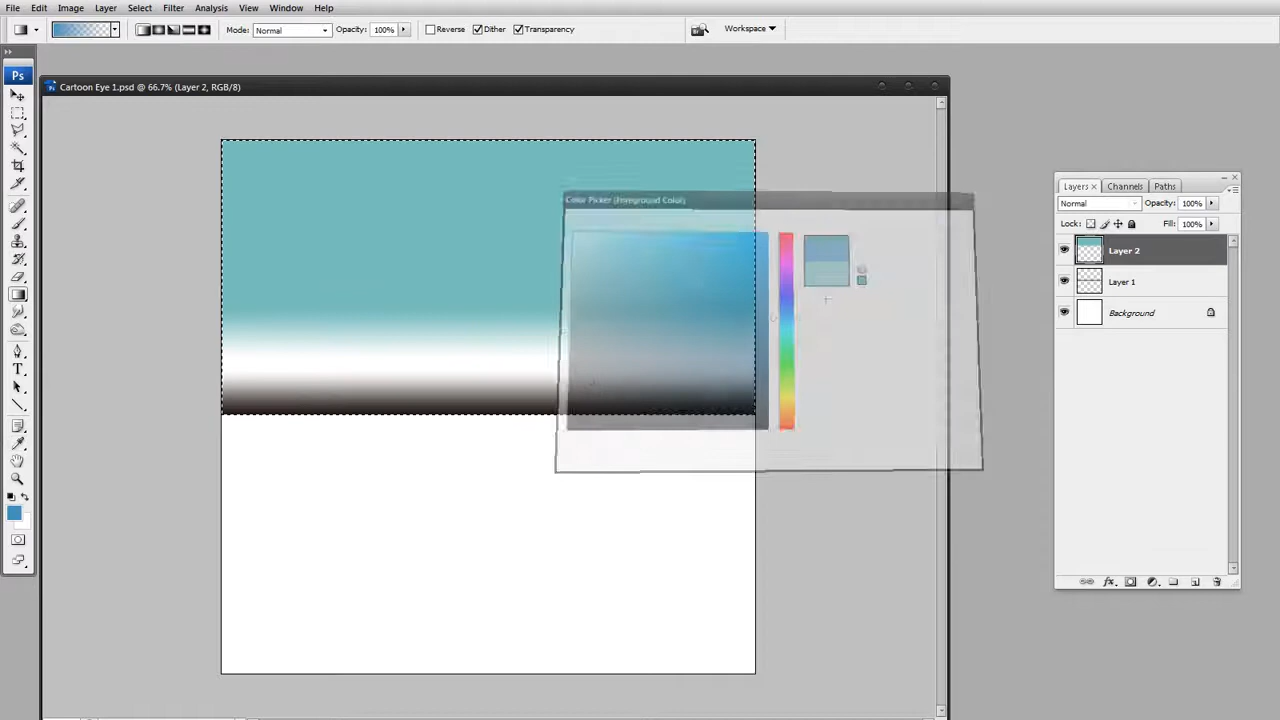 File Edit Image Layer Select Filter Analysis View Window Help
Mode: Normal Opacity: 100% Reverse Dither Transparency Workspace
Ps
Cartoon Eye 1.psd @ 66.7% (Layer 2, RGB/8)
Color Picker (Foreground Color)
Layers x Channels Paths
Normal Opacity: 100%
Lock: Fill: 100%
Layer 2
Layer 1
Background
T
fx